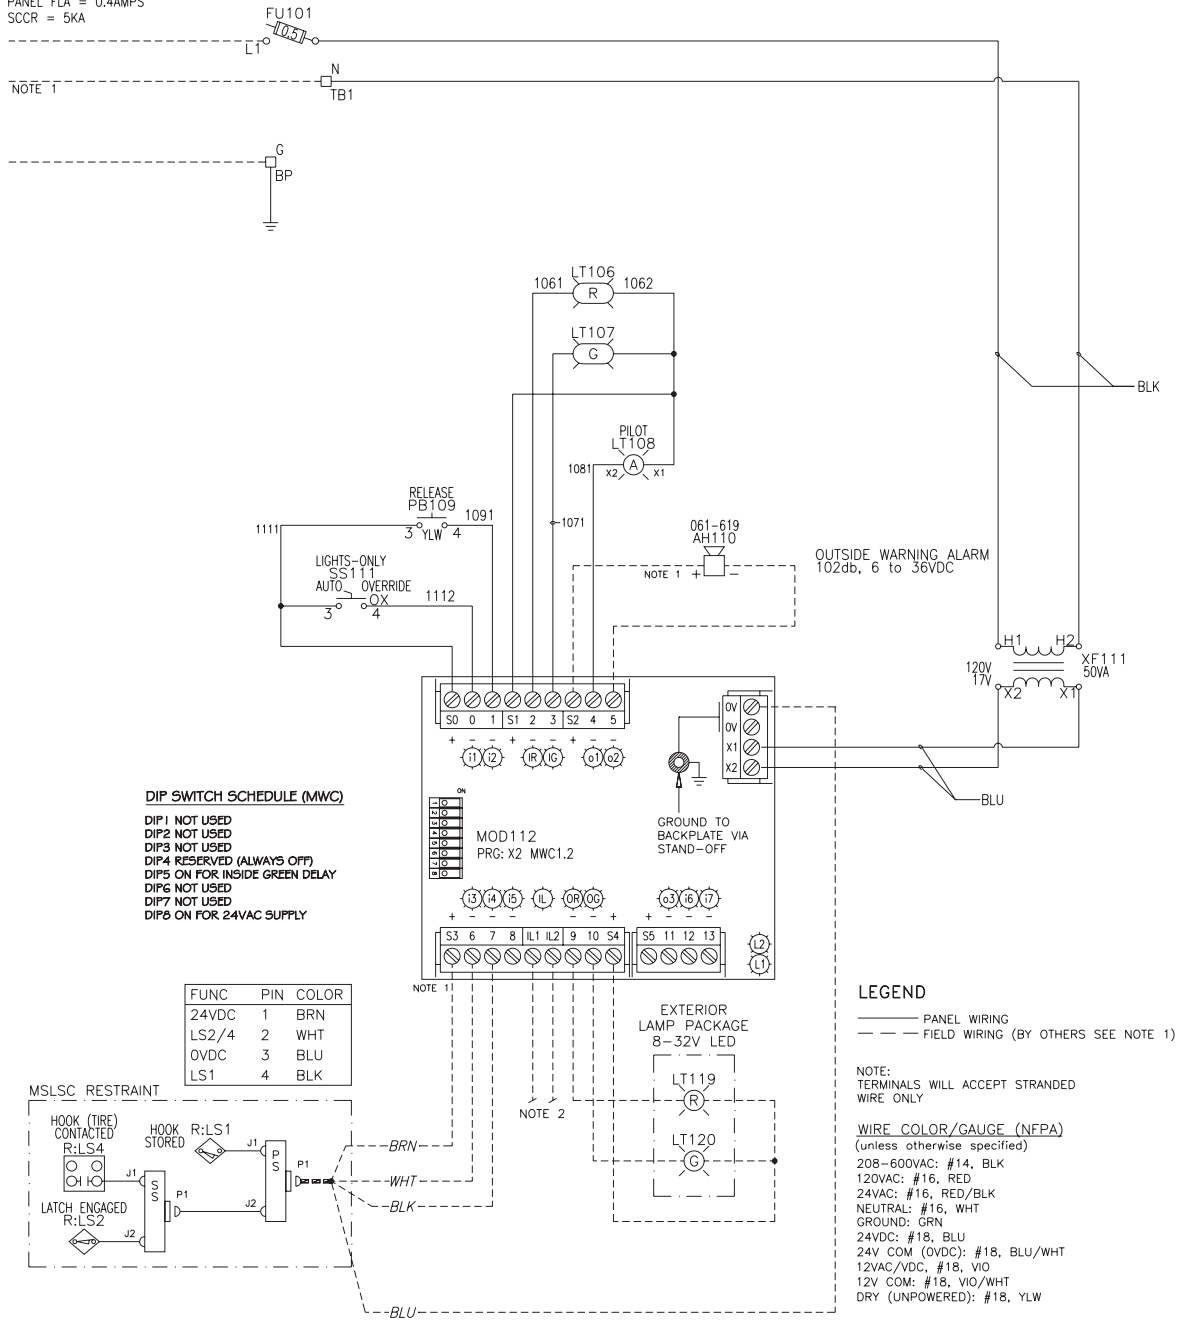 PANEL FLA = 0.4AMPS
SCCR = 5KA
FU101
0.5
L1
NOTE 1
N
TB1
G
BP
LT106
1061 R 1062
LT107
G
BLK
PILOT
LT108
1081 X2 A X1
RELEASE
PB109
1111 3 YLW 4 1091
1071
LIGHTS-ONLY
SS111
AUTO OVERRIDE
OX
3 4 1112
061-619
AH110
NOTE 1 + -
OUTSIDE WARNING ALARM
102db, 6 to 36VDC
H1 H2
120V
17V
XF111
50VA
X2 X1
S0 0 1 S1 2 3 S2 4 5
+ - - + - - + - -
i1 i2 IR IG o1 o2
0V
0V
X1
X2
BLU
GROUND TO
BACKPLATE VIA
STAND-OFF
DIP SWITCH SCHEDULE (MWC)
DIP1 NOT USED
DIP2 NOT USED
DIP3 NOT USED
DIP4 RESERVED (ALWAYS OFF)
DIP5 ON FOR INSIDE GREEN DELAY
DIP6 NOT USED
DIP7 NOT USED
DIP8 ON FOR 24VAC SUPPLY
ON
1
2
3
4
5
6
7
8
MOD112
PRG: X2 MWC1.2
i3 i4 i5 IL OR OG o3 i6 i7
+ - - - - - + + - - -
S3 6 7 8 IL1 IL2 9 10 S4 S5 11 12 13
L2
L1
NOTE 1
FUNC PIN COLOR
24VDC 1 BRN
LS2/4 2 WHT
0VDC 3 BLU
LS1 4 BLK
EXTERIOR
LAMP PACKAGE
8-32V LED
LT119
R
LT120
G
NOTE 2
LEGEND
PANEL WIRING
FIELD WIRING (BY OTHERS SEE NOTE 1)
NOTE:
TERMINALS WILL ACCEPT STRANDED
WIRE ONLY
WIRE COLOR/GAUGE (NFPA)
(unless otherwise specified)
208-600VAC: #14, BLK
120VAC: #16, RED
24VAC: #16, RED/BLK
NEUTRAL: #16, WHT
GROUND: GRN
24VDC: #18, BLU
24V COM (0VDC): #18, BLU/WHT
12VAC/VDC, #18, VIO
12V COM: #18, VIO/WHT
DRY (UNPOWERED): #18, YLW
MSLSC RESTRAINT
HOOK (TIRE)
CONTACTED
R:LS4
HOOK
STORED
R:LS1
J1
P
S
P1
J2
J1
S
S
P1
J2
LATCH ENGAGED
R:LS2
BRN
WHT
BLK
BLU